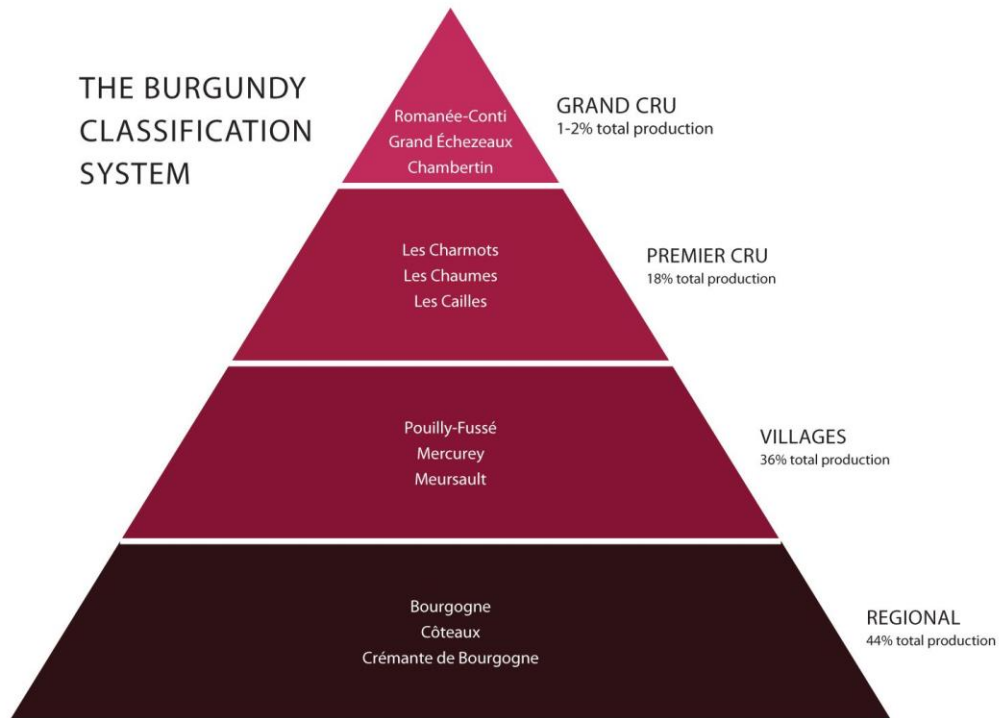 THE BURGUNDY
CLASSIFICATION
SYSTEM
Romanée-Conti
Grand Échezeaux
Chambertin
GRAND CRU
1-2% total production
Les Charmots
Les Chaumes
Les Cailles
PREMIER CRU
18% total production
Pouilly-Fussé
Mercurey
Meursault
VILLAGES
36% total production
Bourgogne
Côteaux
Crémante de Bourgogne
REGIONAL
44% total production